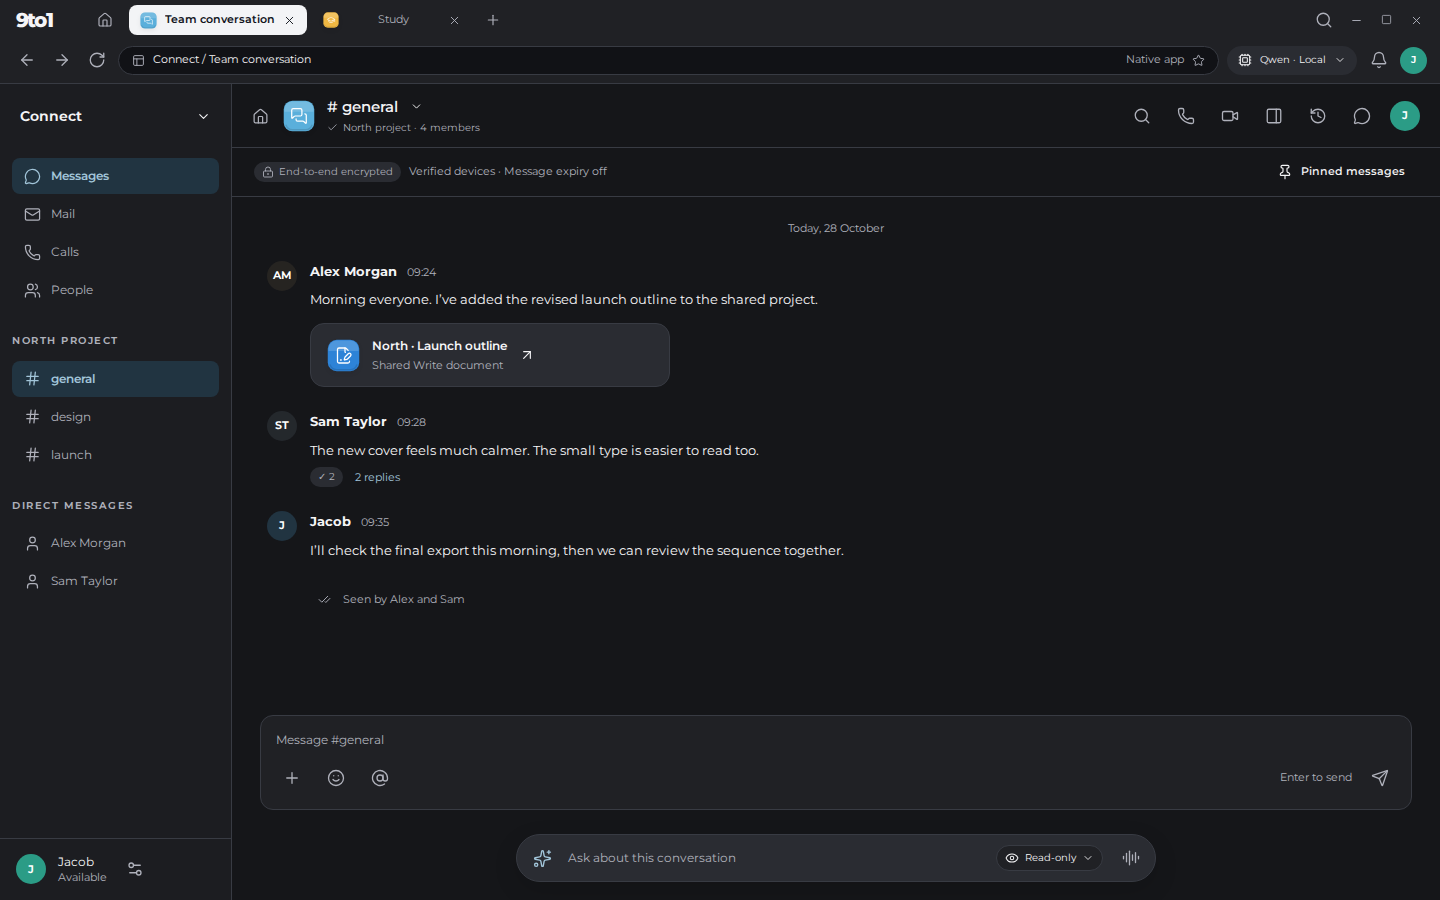 9to1
Team conversation
Study
Connect / Team conversation
Native app
Qwen · Local
J
Connect
# general
North project · 4 members
J
Messages
Mail
Calls
People
NORTH PROJECT
general
design
launch
DIRECT MESSAGES
Alex Morgan
Sam Taylor
Jacob
Available
J
End-to-end encrypted
Verified devices · Message expiry off
Pinned messages
Today, 28 October
AM
Alex Morgan 09:24
Morning everyone. I’ve added the revised launch outline to the shared project.
North · Launch outline
Shared Write document
ST
Sam Taylor 09:28
The new cover feels much calmer. The small type is easier to read too.
✓ 2
2 replies
J
Jacob 09:35
I’ll check the final export this morning, then we can review the sequence together.
Seen by Alex and Sam
Message #general
Enter to send
Ask about this conversation
Read-only